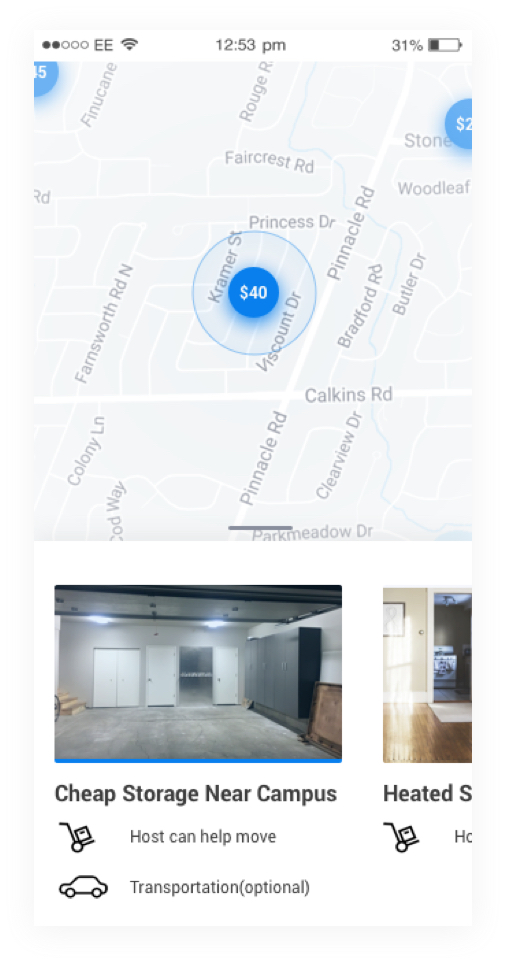 EE 12:53 pm 31%
45
Finucane
Rouge R
$2
Stone
Faircrest Rd
Woodleaf
Rd
Princess Dr
Pinnacle Rd
Kramer St
$40
Butler Dr
Farnsworth Rd N
Bradford Rd
Viscount Dr
Calkins Rd
Colony Ln
Pinnacle Rd
Clearview Dr
od Way
Parkmeadow Dr
Cheap Storage Near Campus
Heated S
Host can help move
Ho
Transportation(optional)